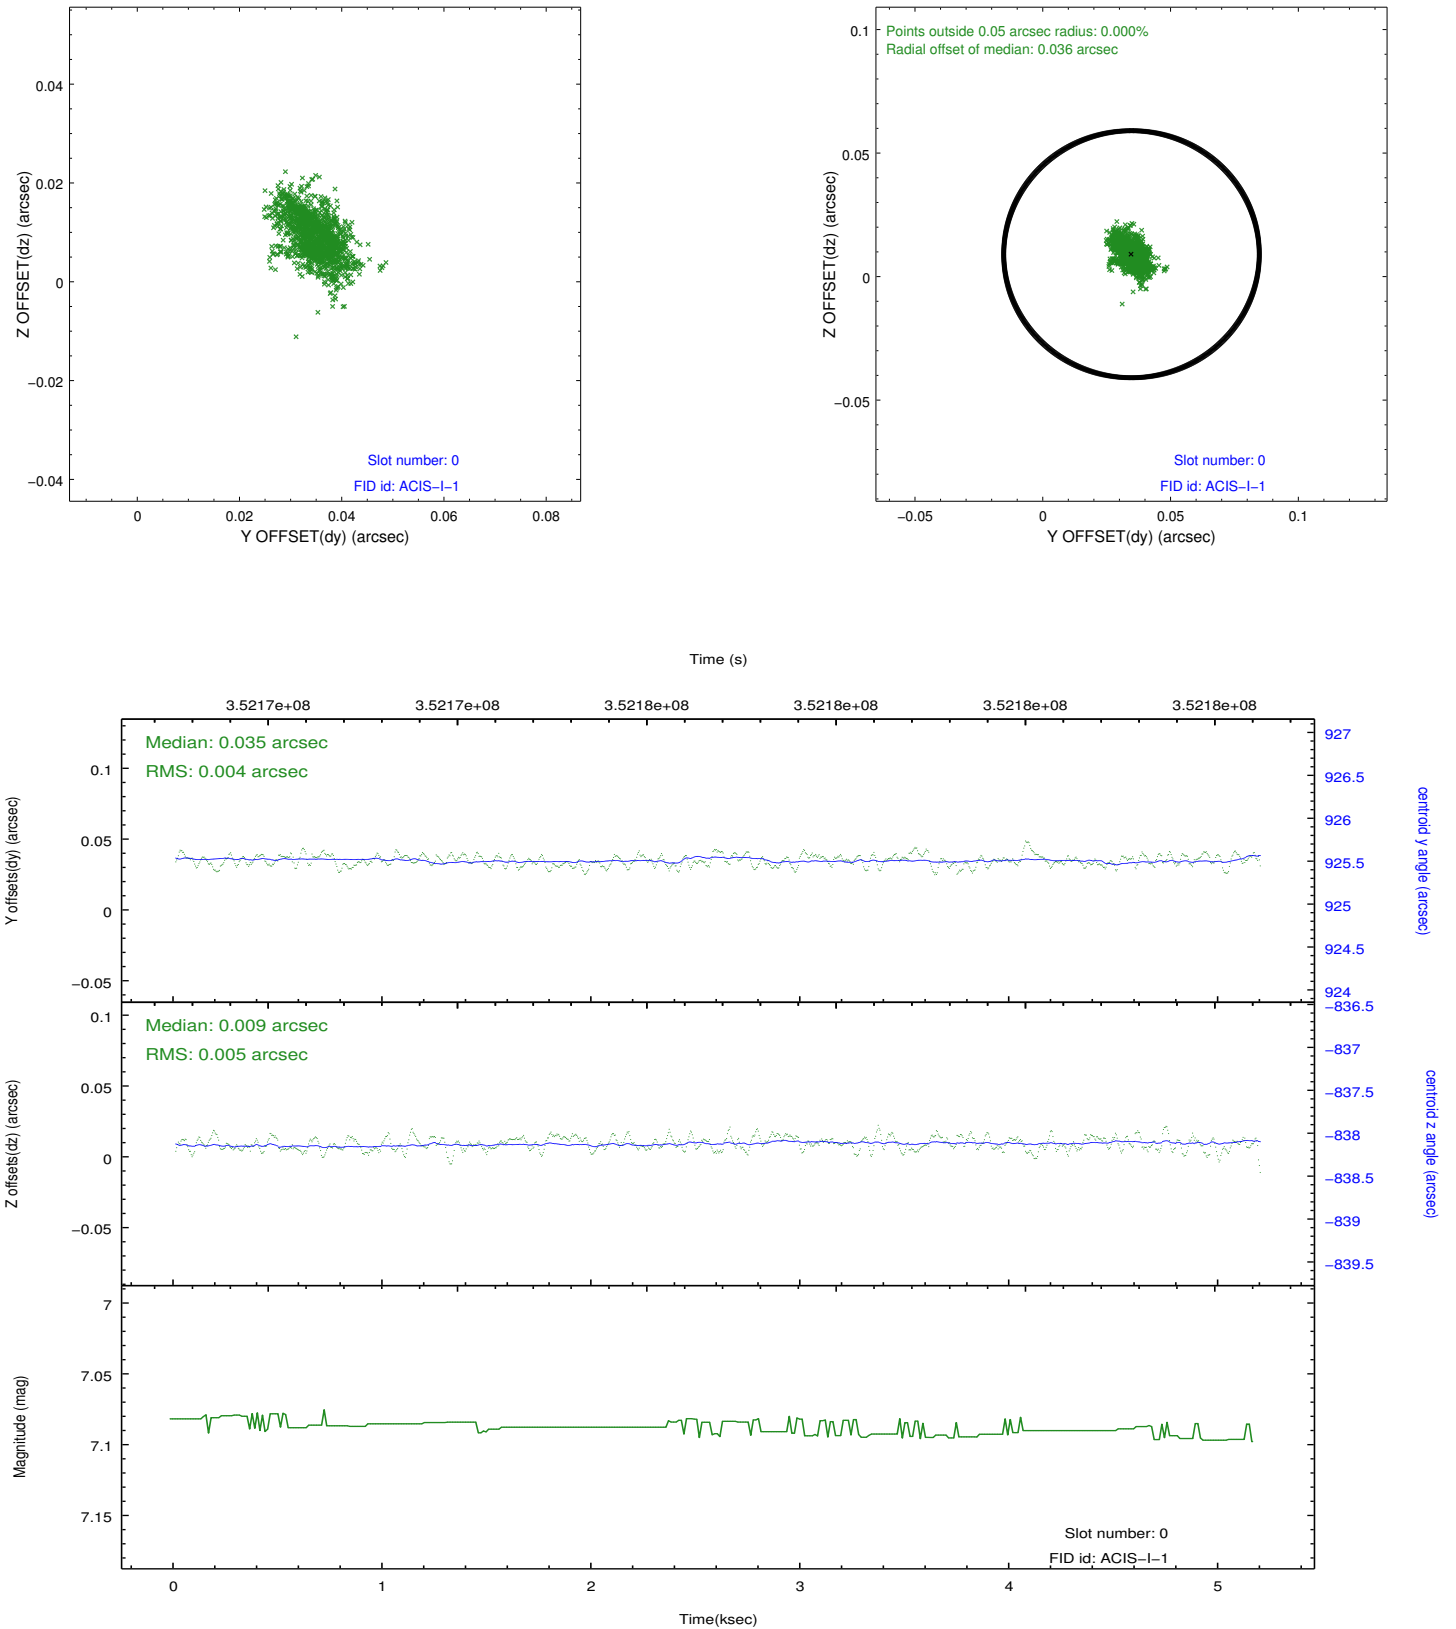 0.04
0.02
0
−0.02
−0.04
Z OFFSET(dz) (arcsec)
Slot number: 0
FID id: ACIS−I−1
0
0.02
0.04
0.06
0.08
Y OFFSET(dy) (arcsec)
Points outside 0.05 arcsec radius: 0.000%
Radial offset of median: 0.036 arcsec
0.1
0.05
0
−0.05
Z OFFSET(dz) (arcsec)
Slot number: 0
FID id: ACIS−I−1
−0.05
0
0.05
0.1
Y OFFSET(dy) (arcsec)
Time (s)
3.5217e+08
3.5217e+08
3.5218e+08
3.5218e+08
3.5218e+08
3.5218e+08
Median: 0.035 arcsec
RMS: 0.004 arcsec
0.1
0.05
0
−0.05
Y offsets(dy) (arcsec)
927
926.5
926
925.5
925
924.5
924
centroid y angle (arcsec)
Median: 0.009 arcsec
RMS: 0.005 arcsec
0.1
0.05
0
−0.05
Z offsets(dz) (arcsec)
−836.5
−837
−837.5
−838
−838.5
−839
−839.5
centroid z angle (arcsec)
7
7.05
7.1
7.15
Magnitude (mag)
Slot number: 0
FID id: ACIS−I−1
0
1
2
3
4
5
Time(ksec)